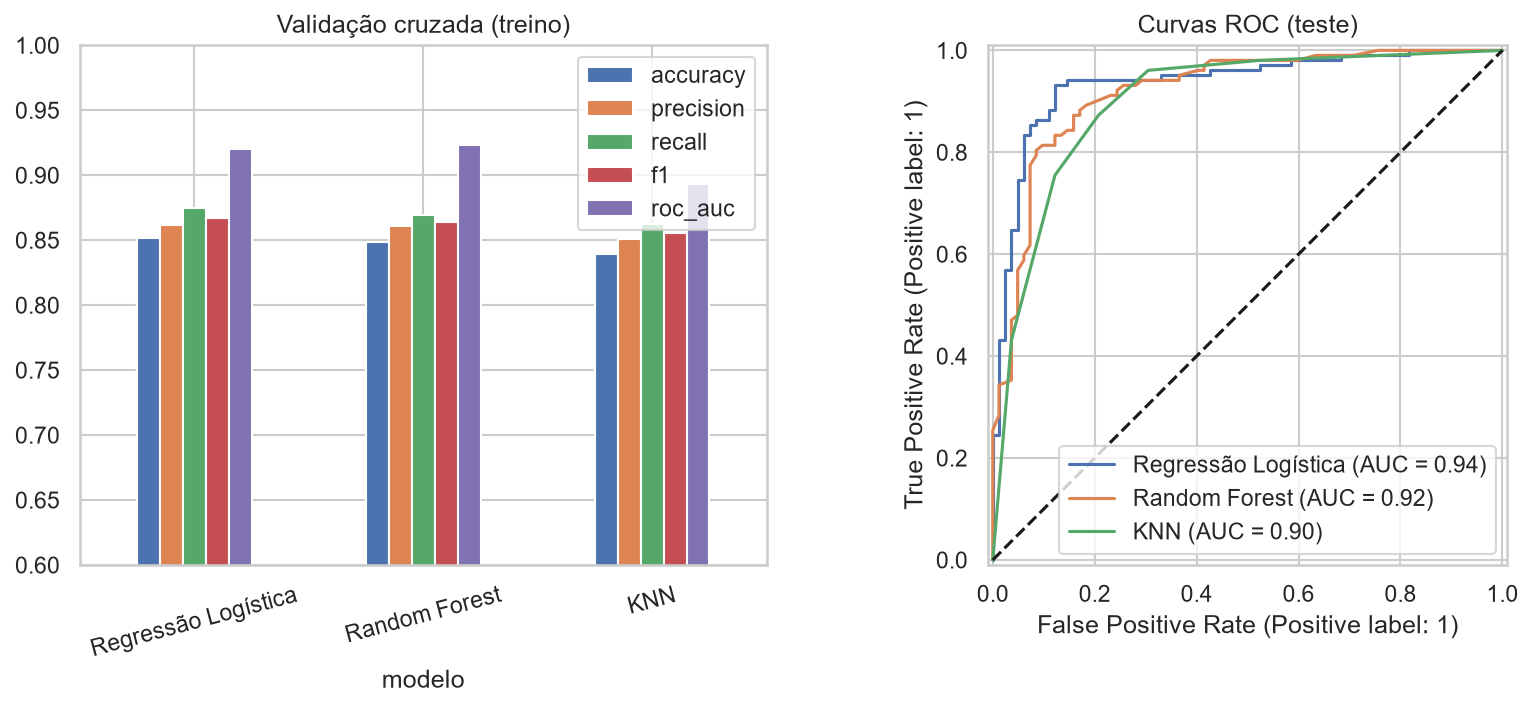 Validação cruzada (treino)
1.00
0.95
0.90
0.85
0.80
0.75
0.70
0.65
0.60
accuracy
precision
recall
f1
roc_auc
Regressão Logística
Random Forest
KNN
modelo
Curvas ROC (teste)
True Positive Rate (Positive label: 1)
1.0
0.8
0.6
0.4
0.2
0.0
Regressão Logística (AUC = 0.94)
Random Forest (AUC = 0.92)
KNN (AUC = 0.90)
0.0 0.2 0.4 0.6 0.8 1.0
False Positive Rate (Positive label: 1)